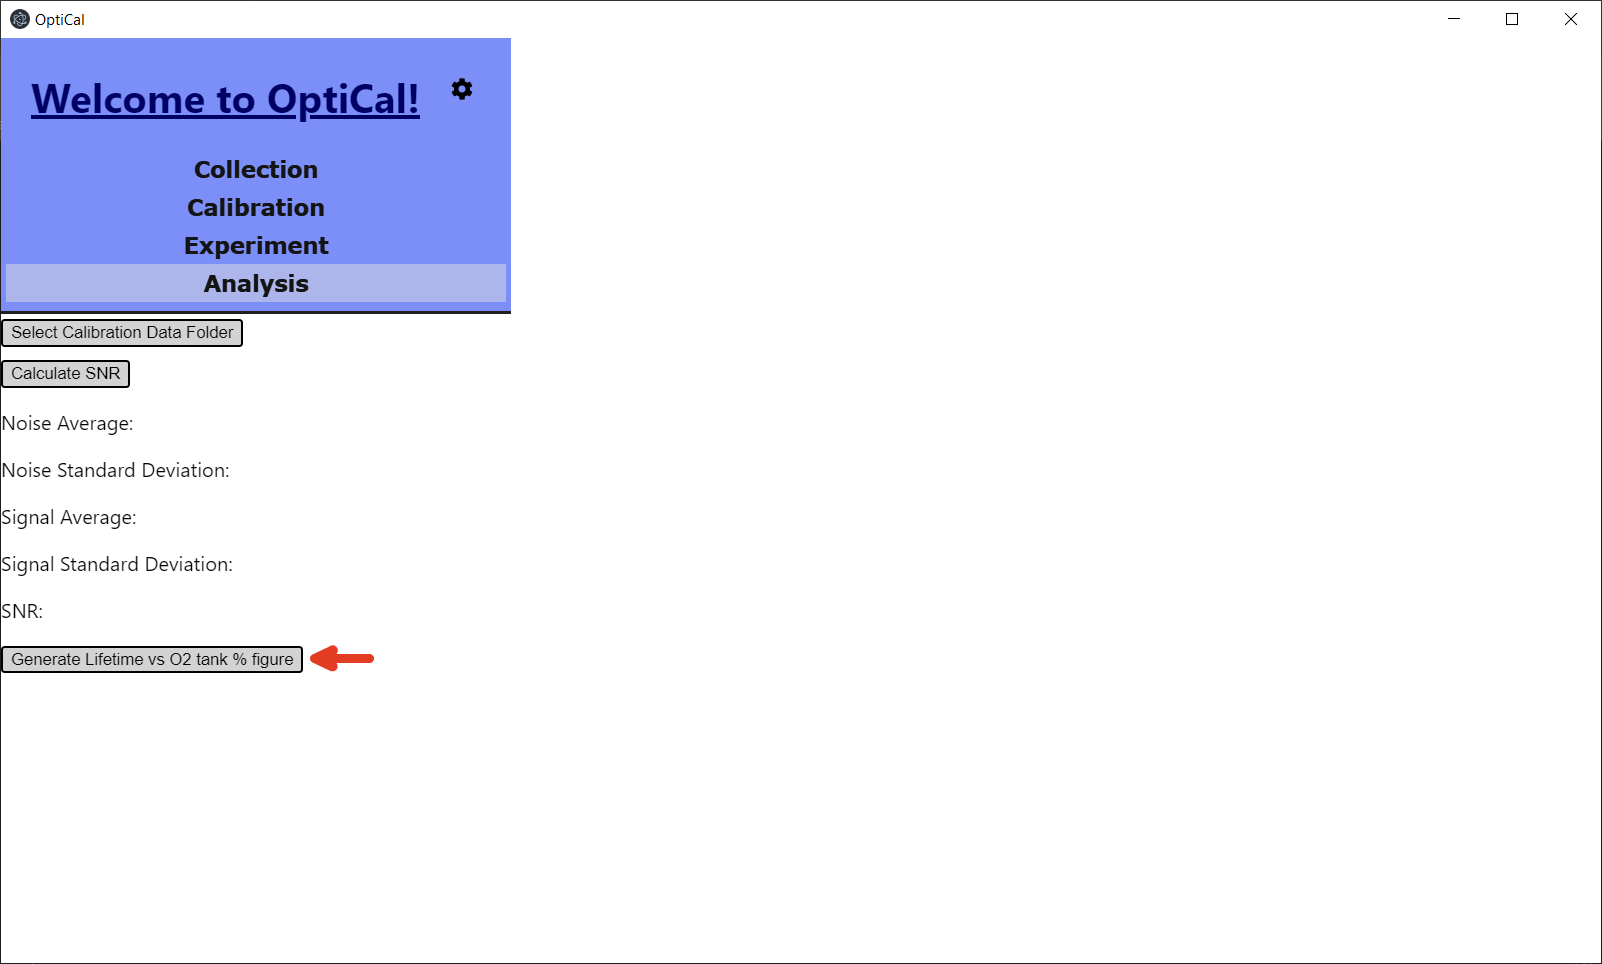 OptiCal
Welcome to OptiCal!
Collection
Calibration
Experiment
Analysis
Select Calibration Data Folder
Calculate SNR
Noise Average:
Noise Standard Deviation:
Signal Average:
Signal Standard Deviation:
SNR:
Generate Lifetime vs O2 tank % figure